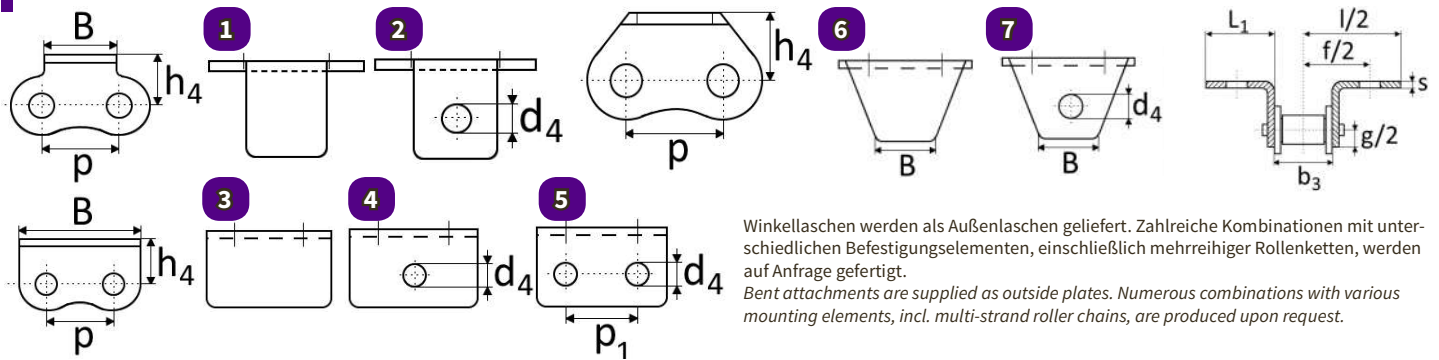 B
h4
p
1
2
d4
h4
p
6
B
7
d4
B
L1
l/2
f/2
s
g/2
b3
B
h4
p
3
4
d4
5
d4
p1
Winkellaschen werden als Außenlaschen geliefert. Zahlreiche Kombinationen mit unter-
schiedlichen Befestigungselementen, einschließlich mehrreihiger Rollenketten, werden
auf Anfrage gefertigt.
Bent attachments are supplied as outside plates. Numerous combinations with various
mounting elements, incl. multi-strand roller chains, are produced upon request.